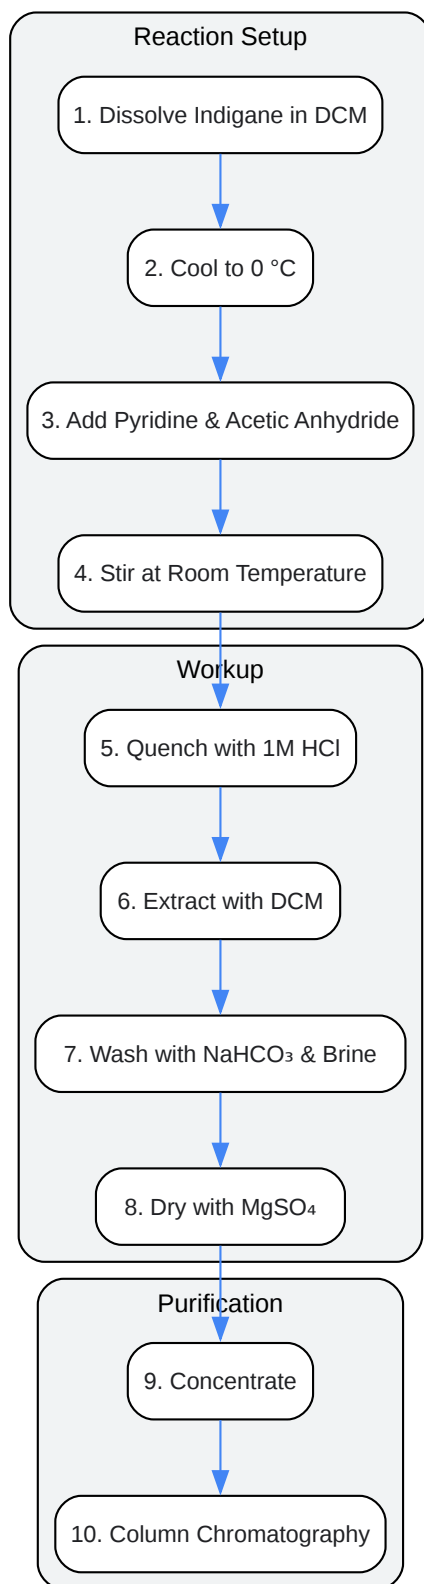 Reaction Setup
1. Dissolve Indigane in DCM
2. Cool to 0 °C
3. Add Pyridine & Acetic Anhydride
4. Stir at Room Temperature
Workup
5. Quench with 1M HCl
6. Extract with DCM
7. Wash with NaHCO₃ & Brine
8. Dry with MgSO₄
Purification
9. Concentrate
10. Column Chromatography